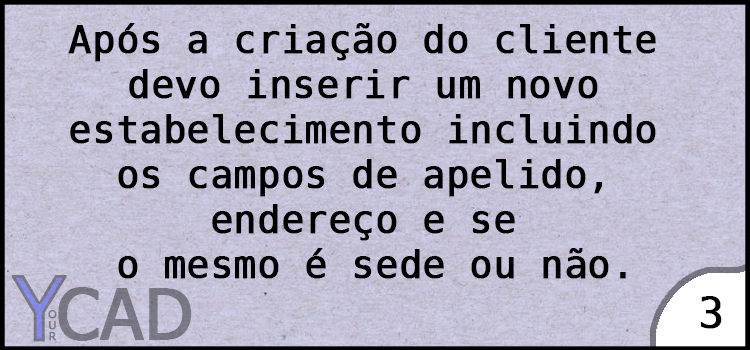 Após a criação do cliente
devo inserir um novo
estabelecimento incluindo
os campos de apelido,
endereço e se
o mesmo é sede ou não.
YOUR CAD
3